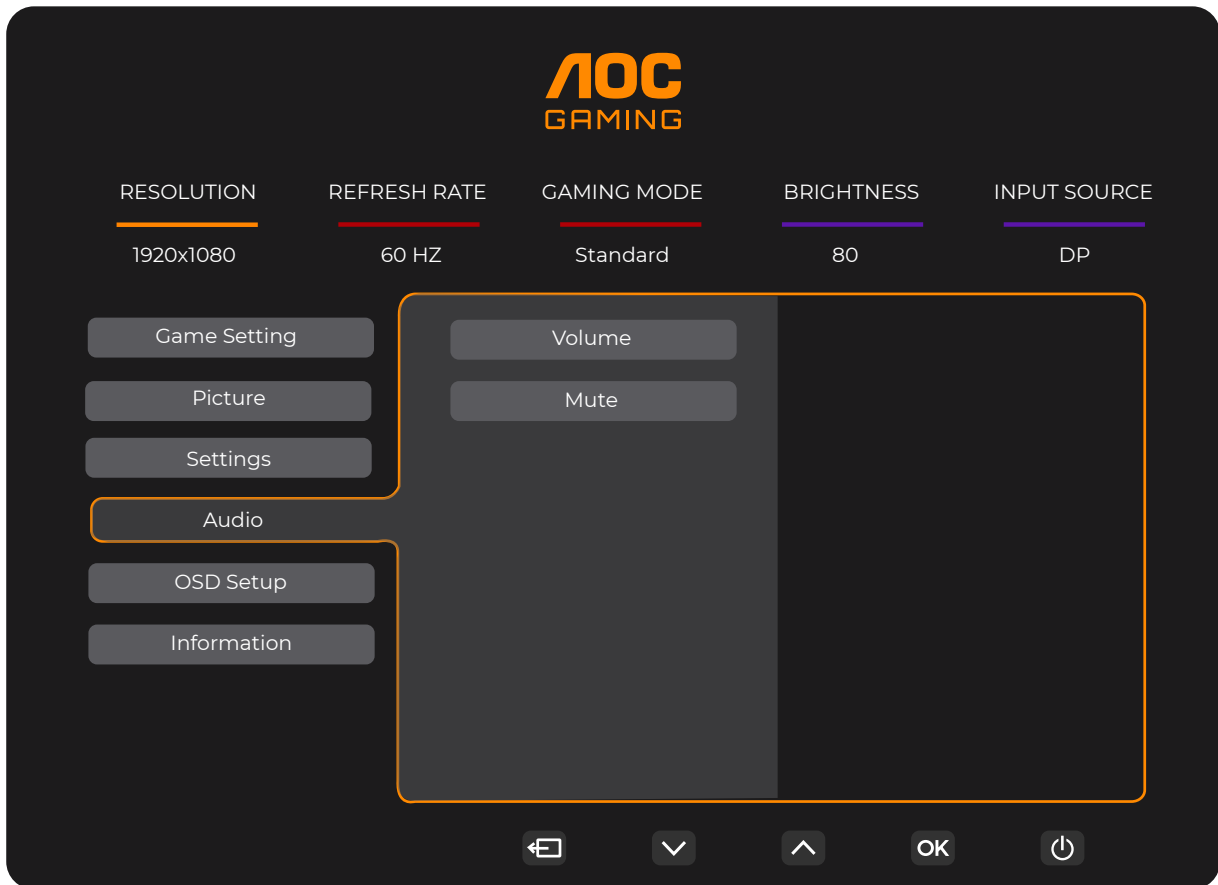 AOC
GAMING
RESOLUTION REFRESH RATE GAMING MODE BRIGHTNESS INPUT SOURCE
1920x1080 60 HZ Standard 80 DP
Game Setting Volume
Picture Mute
Settings
Audio
OSD Setup
Information
OK